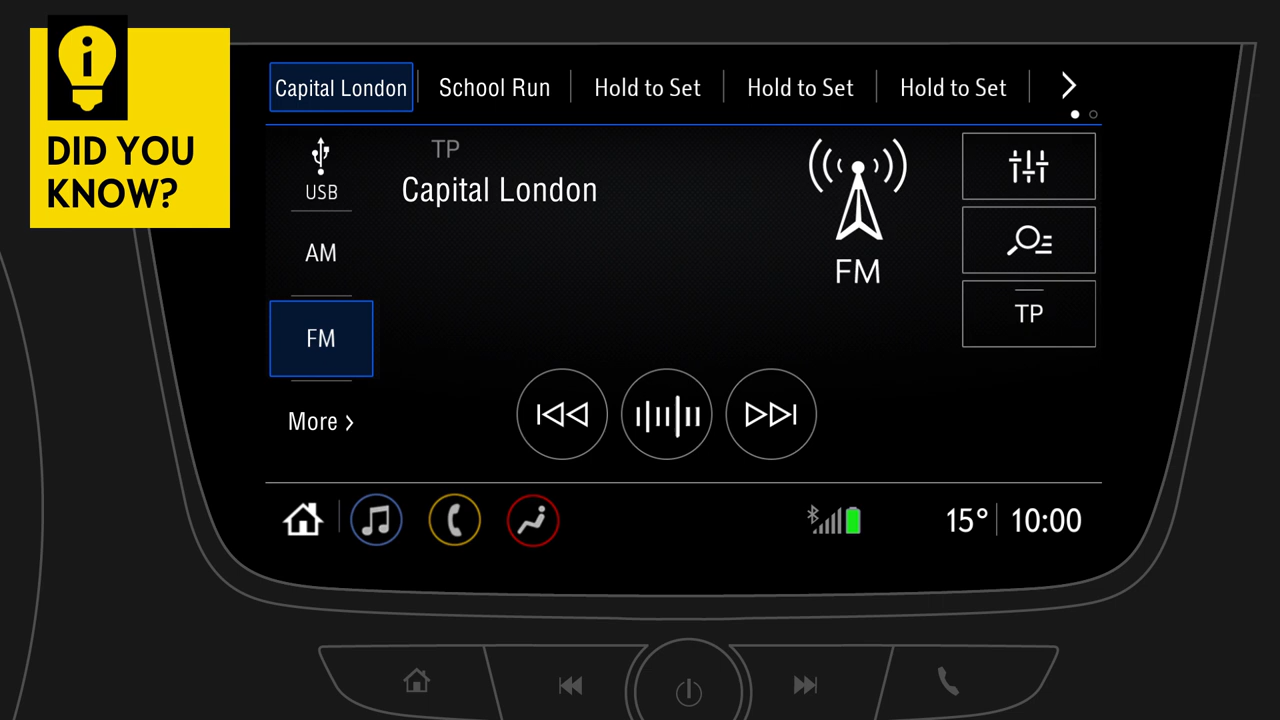 DID YOU
KNOW?
Capital London
School Run
Hold to Set
Hold to Set
Hold to Set
USB
TP
Capital London
AM
FM
FM
TP
More
15° 10:00